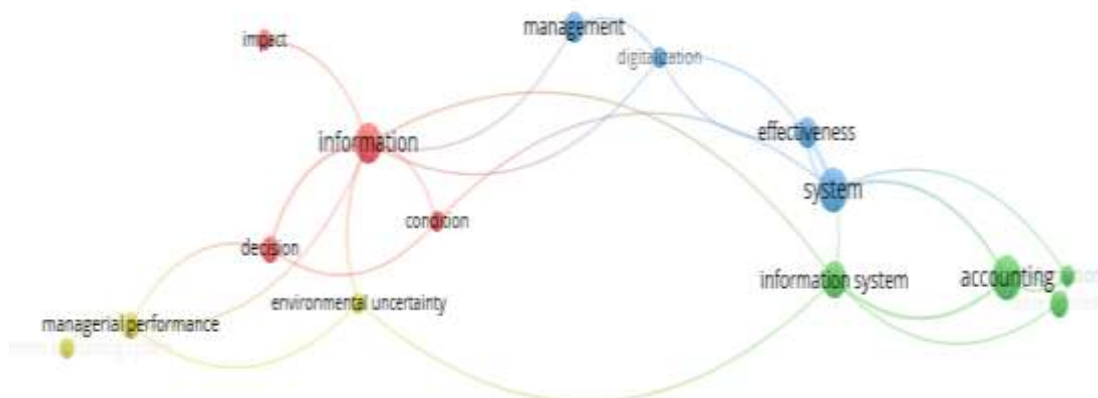 management
impact
digitalization
effectiveness
information
system
condition
decision
accounting
information system
environmental uncertainty
managerial performance